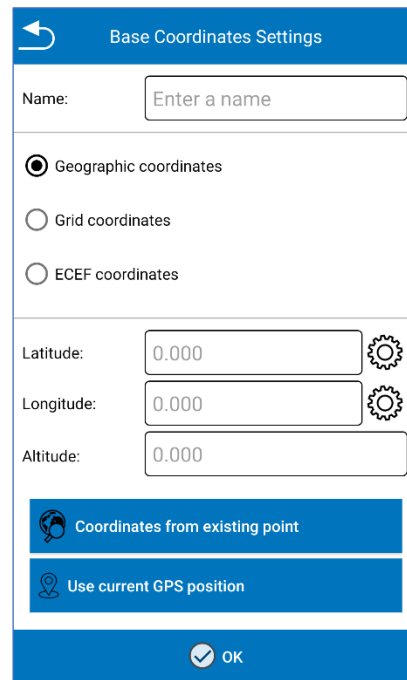 Base Coordinates Settings
Name:
Enter a name
Geographic coordinates
Grid coordinates
ECEF coordinates
Latitude:
0.000
Longitude:
0.000
Altitude:
0.000
Coordinates from existing point
Use current GPS position
OK